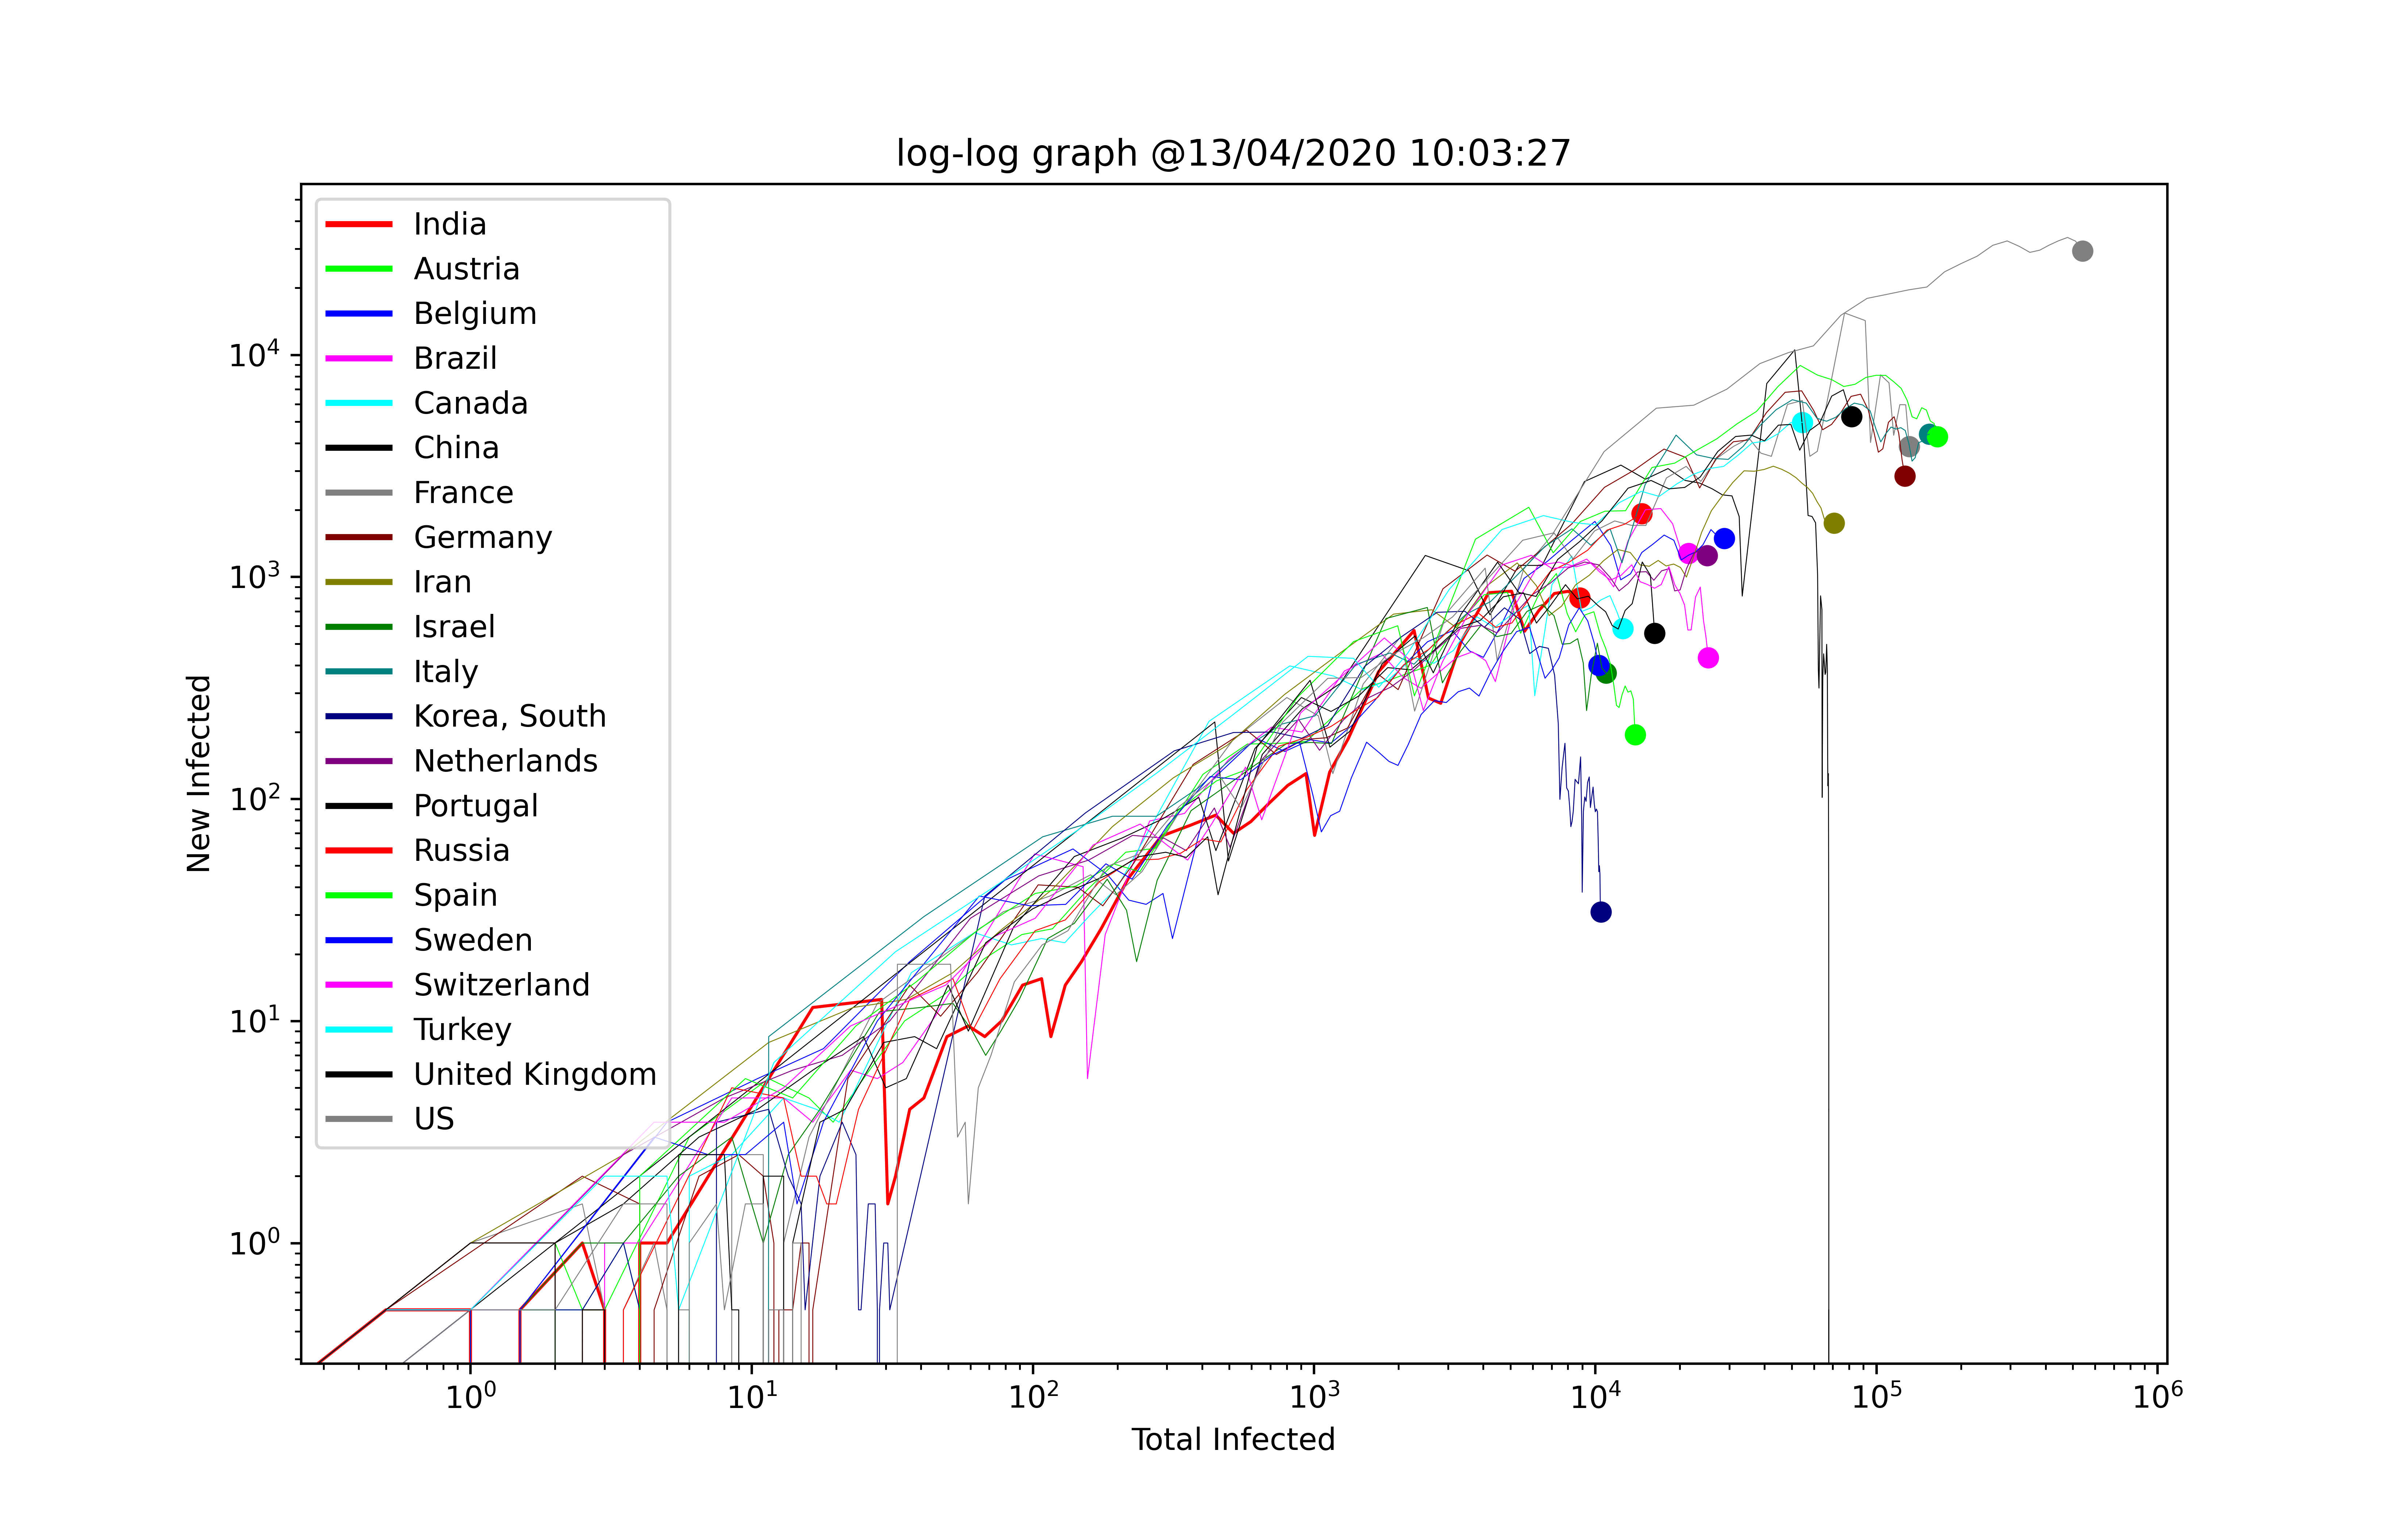 log-log graph @13/04/2020 10:03:27
India
Austria
Belgium
Brazil
Canada
China
France
Germany
Iran
Israel
Italy
Korea, South
Netherlands
Portugal
Russia
Spain
Sweden
Switzerland
Turkey
United Kingdom
US
New Infected
10⁴
10³
10²
10¹
10⁰
10⁰ 10¹ 10² 10³ 10⁴ 10⁵ 10⁶
Total Infected